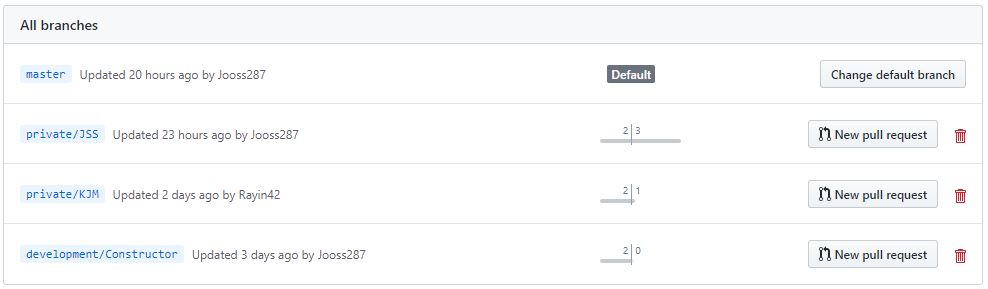 All branches
master Updated 20 hours ago by Jooss287 Default Change default branch
private/JSS Updated 23 hours ago by Jooss287 2 3 New pull request
private/KJM Updated 2 days ago by Rayin42 2 1 New pull request
development/Constructor Updated 3 days ago by Jooss287 2 0 New pull request